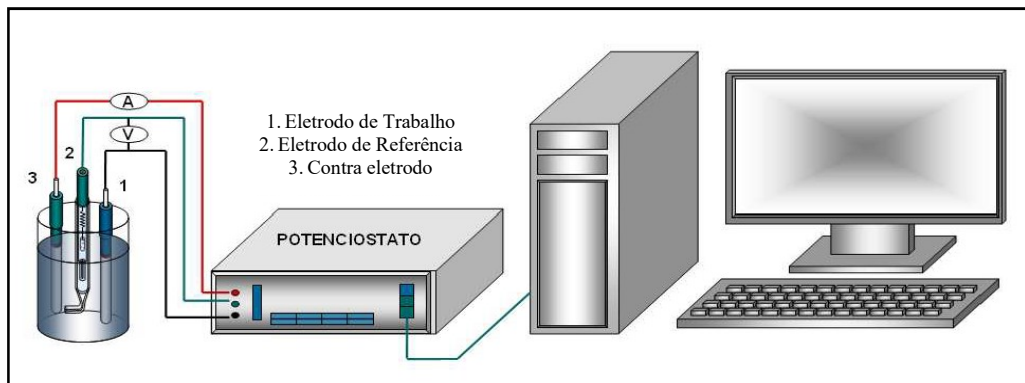 A
V
2
3
1
1. Eletrodo de Trabalho
2. Eletrodo de Referência
3. Contra eletrodo
POTENCIOSTATO